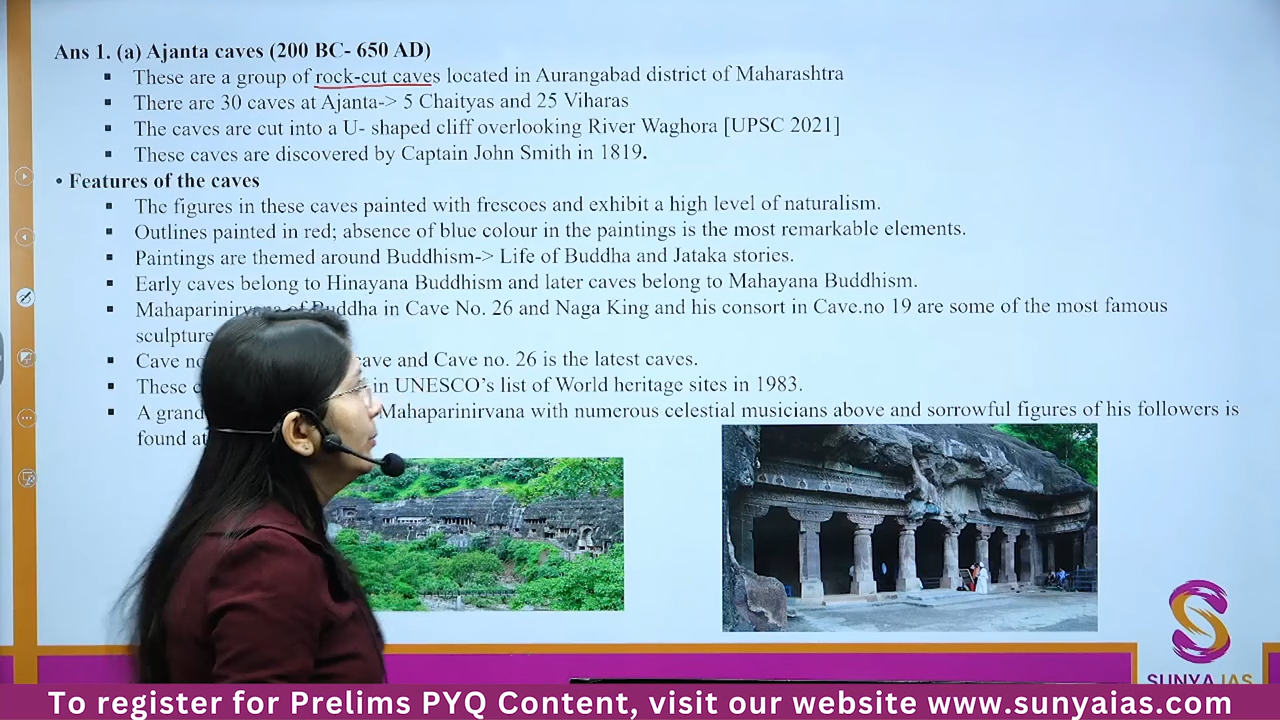 Ans 1. (a) Ajanta caves (200 BC- 650 AD)
▪ These are a group of rock-cut caves located in Aurangabad district of Maharashtra
▪ There are 30 caves at Ajanta-> 5 Chaityas and 25 Viharas
▪ The caves are cut into a U- shaped cliff overlooking River Waghora [UPSC 2021]
▪ These caves are discovered by Captain John Smith in 1819.
• Features of the caves
▪ The figures in these caves painted with frescoes and exhibit a high level of naturalism.
▪ Outlines painted in red; absence of blue colour in the paintings is the most remarkable elements.
▪ Paintings are themed around Buddhism-> Life of Buddha and Jataka stories.
▪ Early caves belong to Hinayana Buddhism and later caves belong to Mahayana Buddhism.
▪ Mahaparinirvana of Buddha in Cave No. 26 and Naga King and his consort in Cave.no 19 are some of the most famous
sculpture
▪ Cave cave and Cave no. 26 is the latest caves.
▪ These in UNESCO's list of World heritage sites in 1983.
▪ A grand Mahaparinirvana with numerous celestial musicians above and sorrowful figures of his followers is
found at
SUNYA IAS
To register for Prelims PYQ Content, visit our website www.sunyaias.com